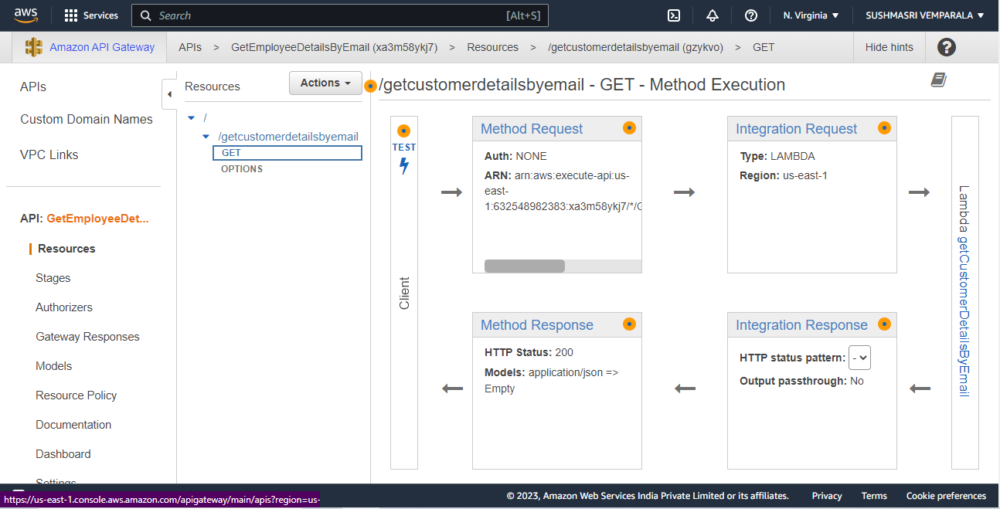 aws
Services
Search
[Alt+S]
N. Virginia
SUSHMASRI VEMPARALA
Amazon API Gateway
APIs > GetEmployeeDetailsByEmail (xa3m58ykj7) > Resources > /getcustomerdetailsbyemail (gzykvo) > GET
Hide hints
APIs
Custom Domain Names
VPC Links
API: GetEmployeeDet...
Resources
Stages
Authorizers
Gateway Responses
Models
Resource Policy
Documentation
Dashboard
Settings
Resources
Actions
/
/getcustomerdetailsbyemail
GET
OPTIONS
/getcustomerdetailsbyemail - GET - Method Execution
TEST
Client
Method Request
Auth: NONE
ARN: arn:aws:execute-api:us-
east-
1:632548982383:xa3m58ykj7/*/G
Integration Request
Type: LAMBDA
Region: us-east-1
Method Response
HTTP Status: 200
Models: application/json =>
Empty
Integration Response
HTTP status pattern: -
Output passthrough: No
Lambda getCustomerDetailsByEmail
https://us-east-1.console.aws.amazon.com/apigateway/main/apis?region=us-
© 2023, Amazon Web Services India Private Limited or its affiliates.
Privacy
Terms
Cookie preferences